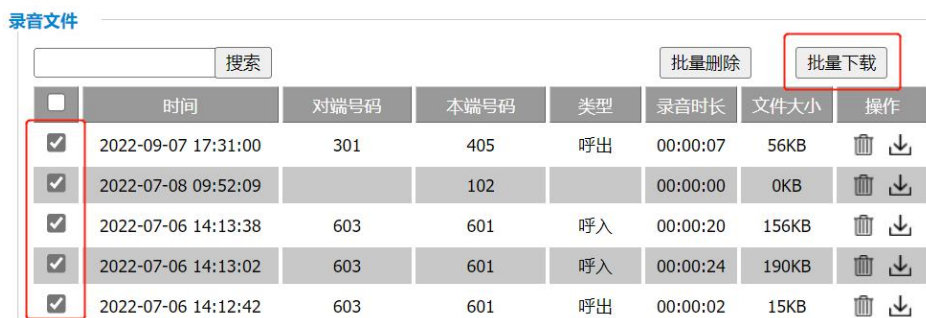 录音文件
搜索 批量删除 批量下载
时间 对端号码 本端号码 类型 录音时长 文件大小 操作
2022-09-07 17:31:00 301 405 呼出 00:00:07 56KB
2022-07-08 09:52:09 102 00:00:00 0KB
2022-07-06 14:13:38 603 601 呼入 00:00:20 156KB
2022-07-06 14:13:02 603 601 呼入 00:00:24 190KB
2022-07-06 14:12:42 603 601 呼出 00:00:02 15KB